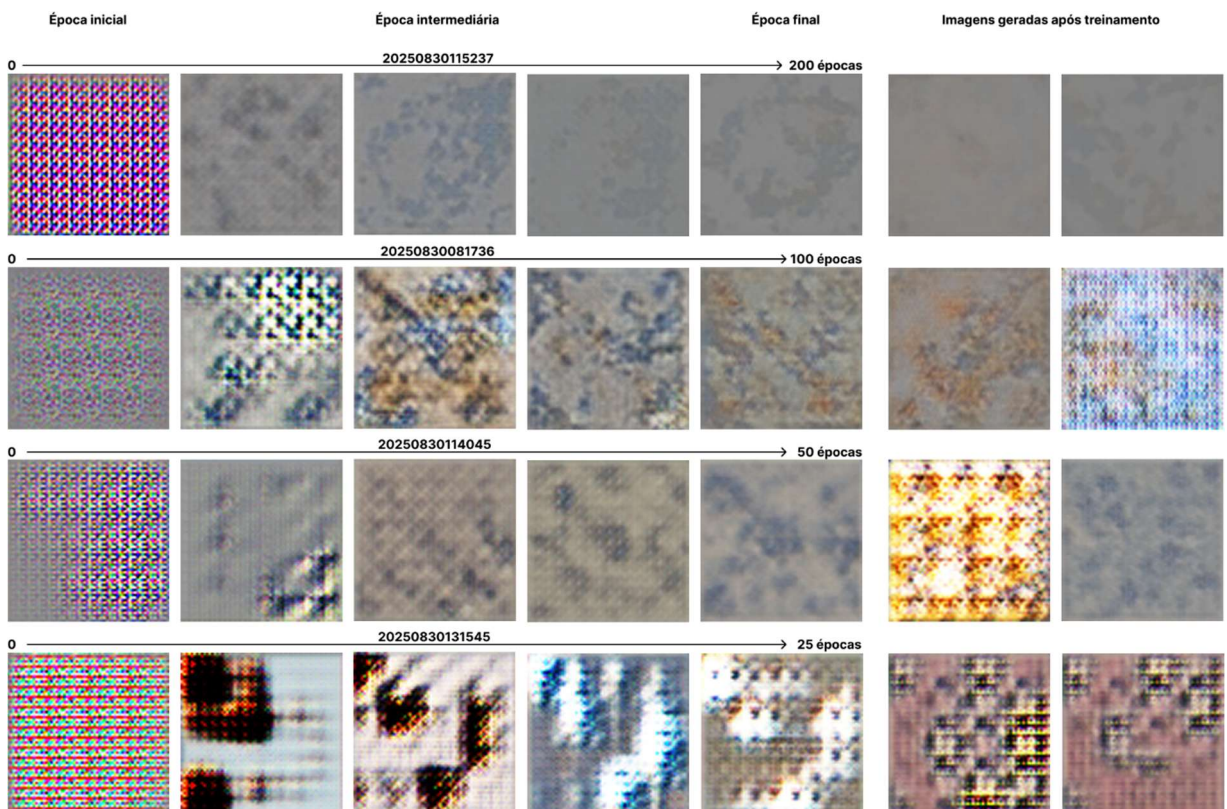 Época inicial Época intermediária Época final Imagens geradas após treinamento
20250830115237
0 200 épocas
20250830081736
0 100 épocas
20250830114045
0 50 épocas
20250830131545
0 25 épocas